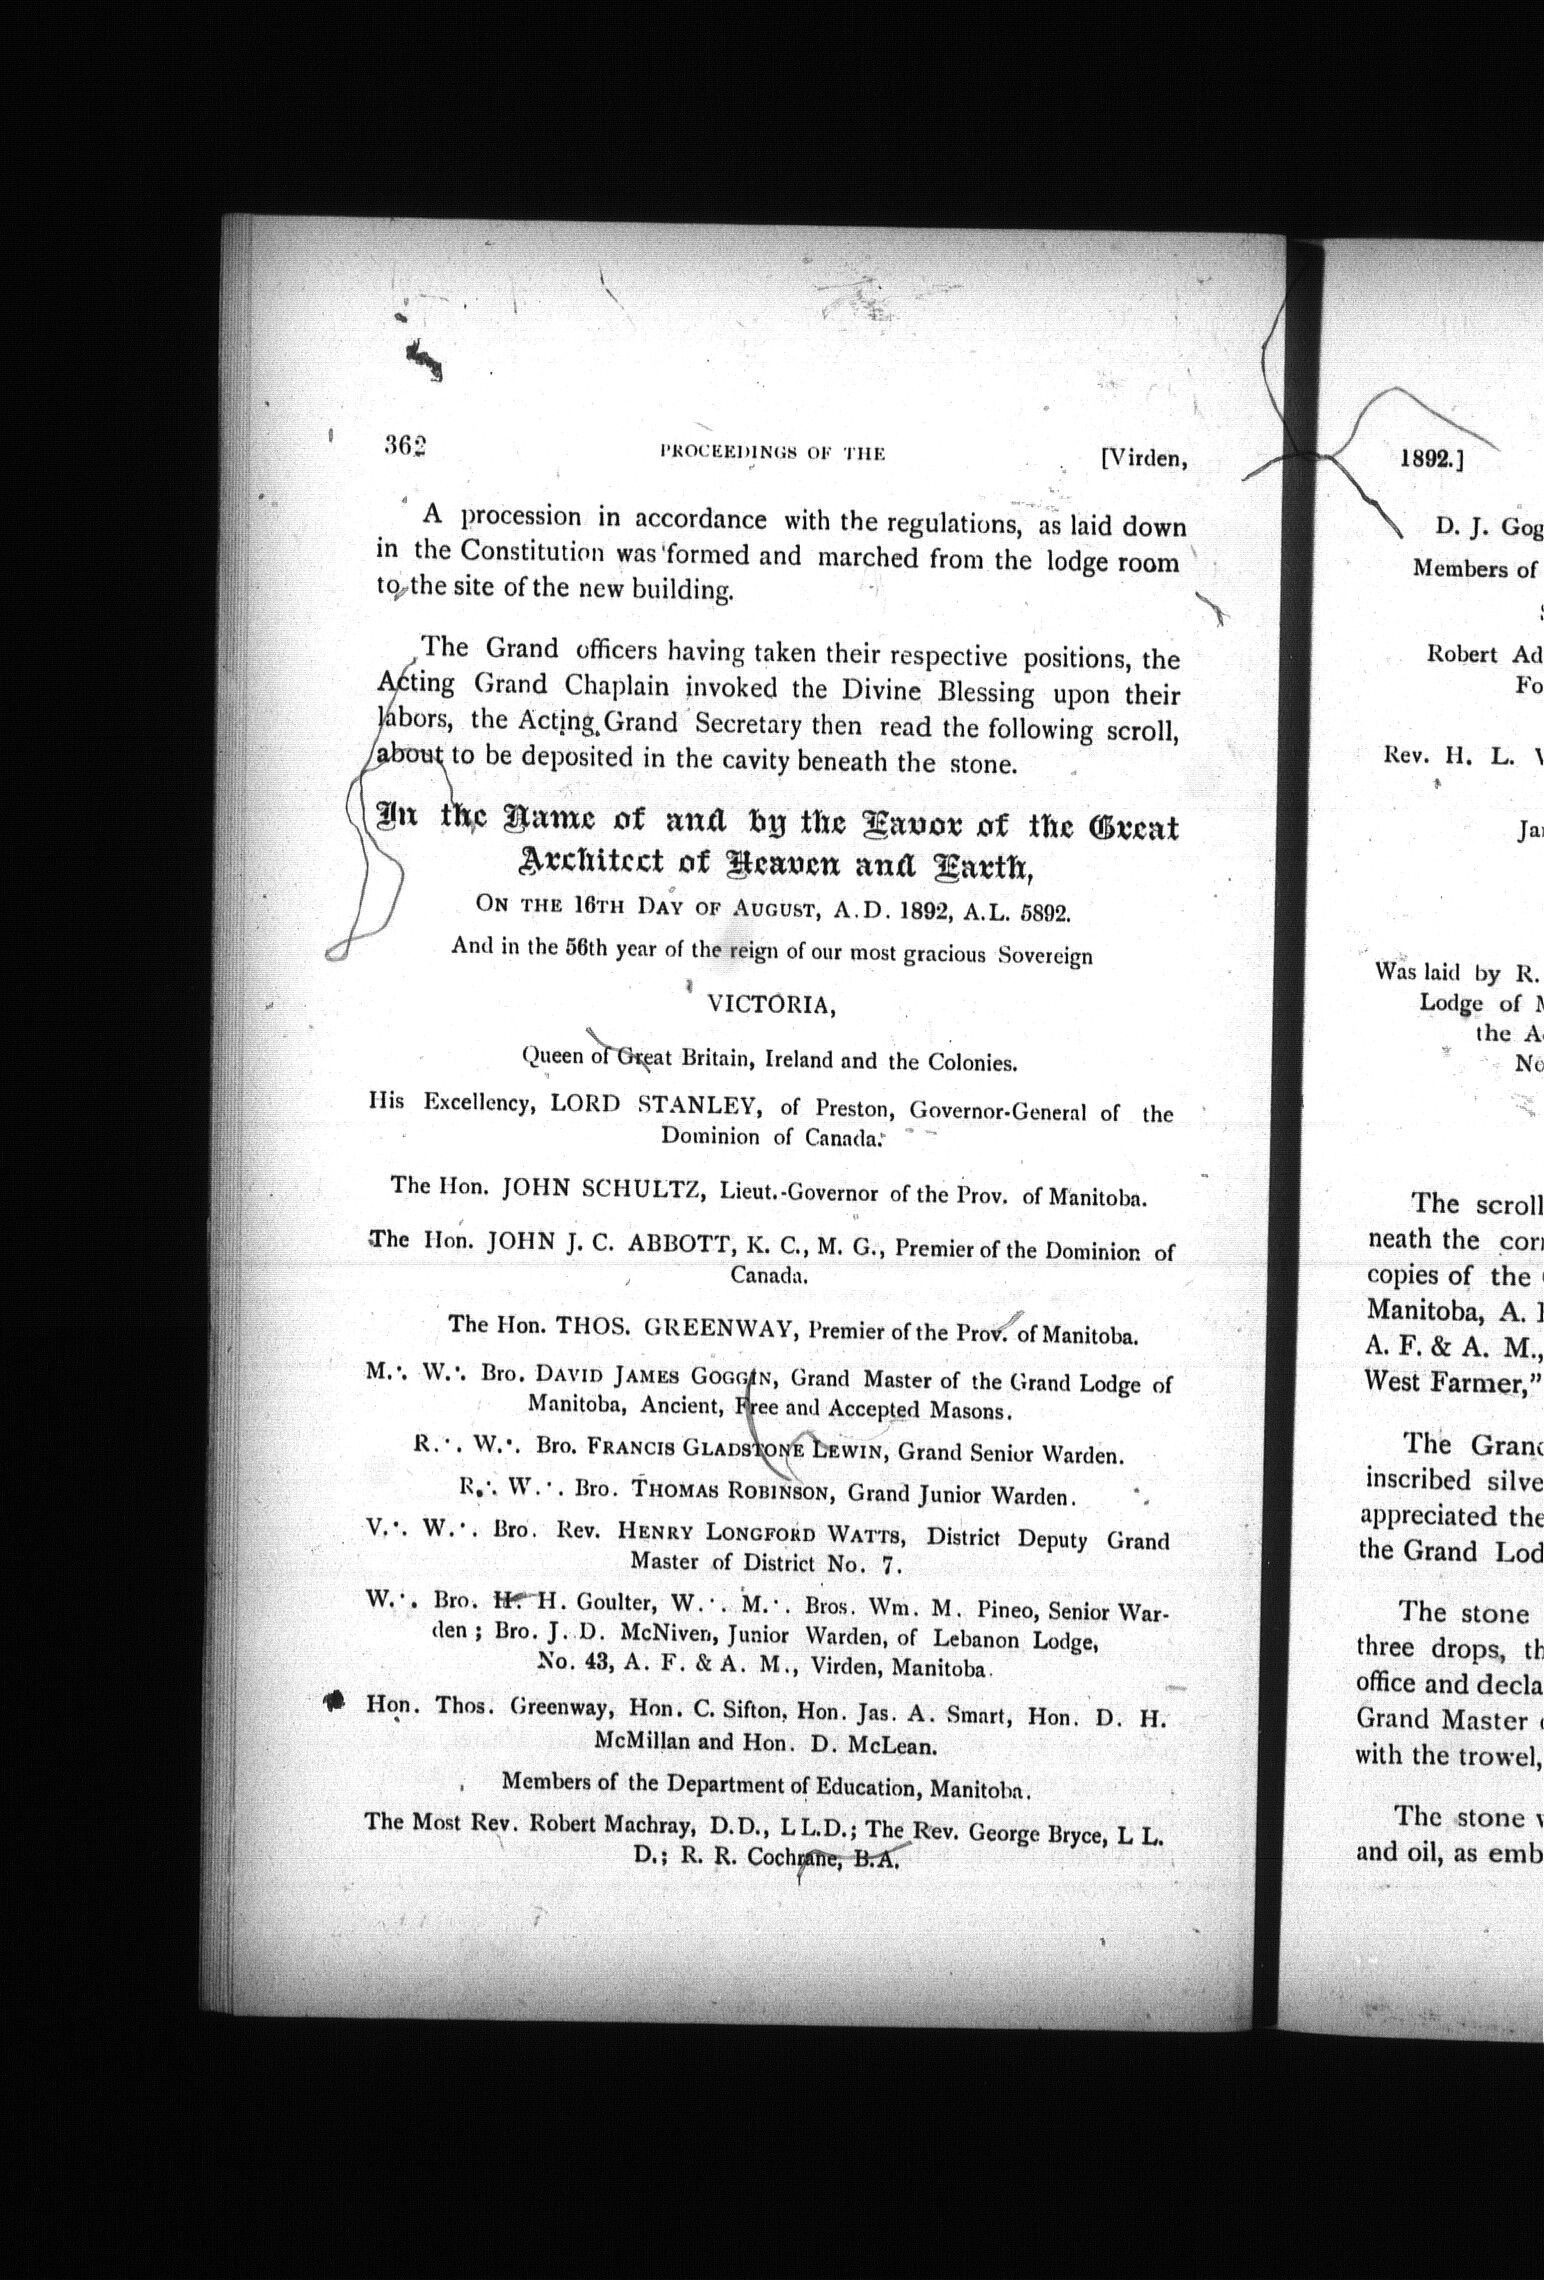 362 PROCEEDINGS OF THE [Virden,
A procession in accordance with the regulations, as laid down
in the Constitution was formed and marched from the lodge room
to the site of the new building.
The Grand officers having taken their respective positions, the
Acting Grand Chaplain invoked the Divine Blessing upon their
labors, the Acting Grand Secretary then read the following scroll,
about to be deposited in the cavity beneath the stone.
In the Name of and by the Favor of the Great
Architect of Heaven and Earth,
ON THE 16TH DAY OF AUGUST, A.D. 1892, A.L. 5892.
And in the 56th year of the reign of our most gracious Sovereign
VICTORIA,
Queen of Great Britain, Ireland and the Colonies.
His Excellency, LORD STANLEY, of Preston, Governor-General of the
Dominion of Canada.
The Hon. JOHN SCHULTZ, Lieut.-Governor of the Prov. of Manitoba.
The Hon. JOHN J. C. ABBOTT, K. C., M. G., Premier of the Dominion of
Canada.
The Hon. THOS. GREENWAY, Premier of the Prov. of Manitoba.
M.·. W.·. Bro. DAVID JAMES GOGGIN, Grand Master of the Grand Lodge of
Manitoba, Ancient, Free and Accepted Masons.
R.·. W.·. Bro. FRANCIS GLADSTONE LEWIN, Grand Senior Warden.
R.·. W.·. Bro. THOMAS ROBINSON, Grand Junior Warden.
V.·. W.·. Bro. Rev. HENRY LONGFORD WATTS, District Deputy Grand
Master of District No. 7.
W.·. Bro. H. H. Goulter, W.·. M.·. Bros. Wm. M. Pineo, Senior War-
den ; Bro. J. D. McNiven, Junior Warden, of Lebanon Lodge,
No. 43, A. F. & A. M., Virden, Manitoba.
Hon. Thos. Greenway, Hon. C. Sifton, Hon. Jas. A. Smart, Hon. D. H.
McMillan and Hon. D. McLean.
Members of the Department of Education, Manitoba.
The Most Rev. Robert Machray, D.D., LL.D.; The Rev. George Bryce, L L.
D.; R. R. Cochrane, B.A.
1892.]
D. J. Gog
Members of
Robert Ad
Fo
Rev. H. L.
Jar
Was laid by R.
Lodge of
the A
No
The scroll
neath the corn
copies of the
Manitoba, A.
A. F. & A. M.,
West Farmer,"
The Grand
inscribed silve
appreciated the
the Grand Lod
The stone
three drops, th
office and decla
Grand Master
with the trowel,
The stone
and oil, as emb